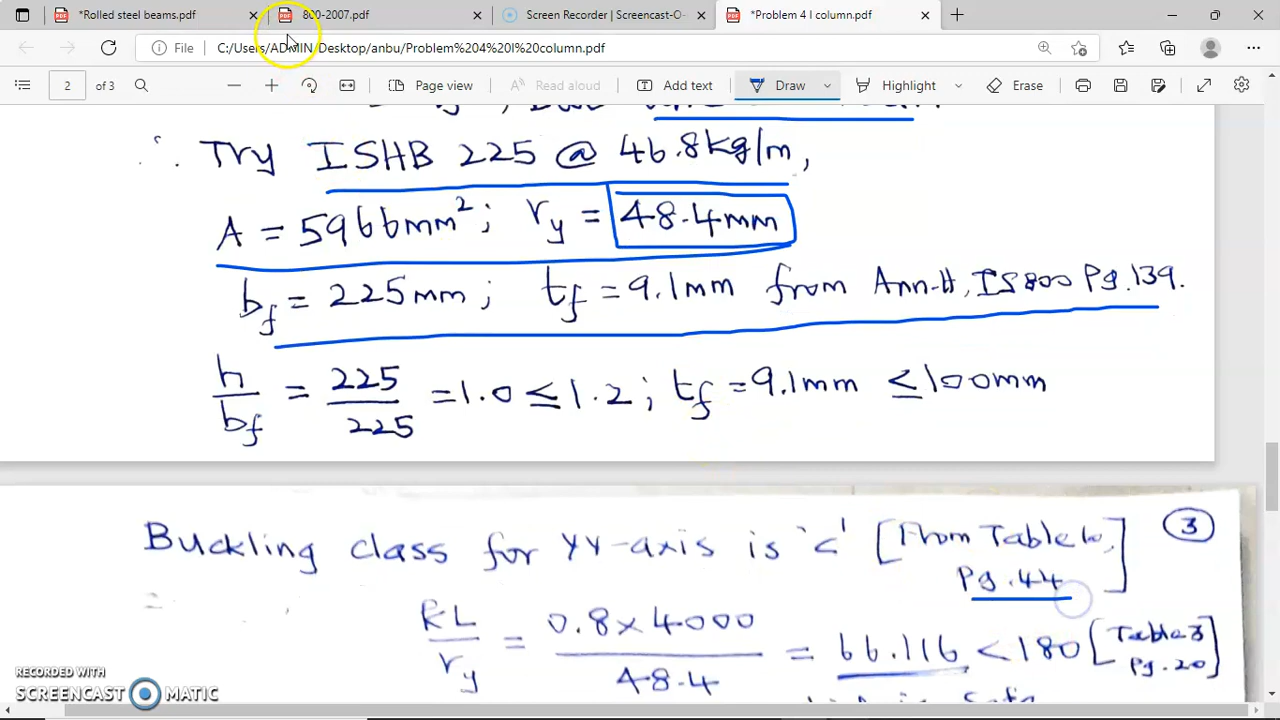 *Rolled steel beams.pdf
800-2007.pdf
Screen Recorder | Screencast-O-
*Problem 4 I column.pdf
File
C:/Users/ADMIN/Desktop/anbu/Problem%204%20I%20column.pdf
2
of 3
Page view
Read aloud
Add text
Draw
Highlight
Erase
∴ Try ISHB 225 @ 46.8kg/m,
A = 5966mm²; ry = 48.4mm
bf = 225mm; tf = 9.1mm from Ann-H, IS800 Pg.139.
h/bf = 225/225 = 1.0 ≤ 1.2; tf = 9.1mm ≤ 100mm
3
Buckling class for yy-axis is 'c' [From Table 10,
Pg.44]
KL/ry = 0.8 x 4000/48.4 = 66.116 < 180 [Table 3
Pg.20]
RECORDED WITH
SCREENCAST MATIC